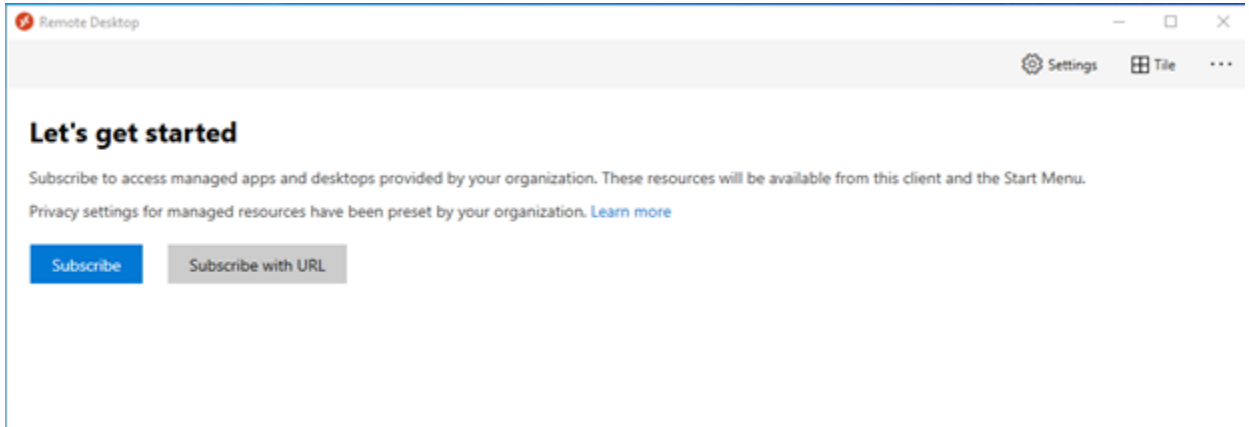 Remote Desktop
Settings
Tile
Let's get started
Subscribe to access managed apps and desktops provided by your organization. These resources will be available from this client and the Start Menu.
Privacy settings for managed resources have been preset by your organization. Learn more
Subscribe
Subscribe with URL